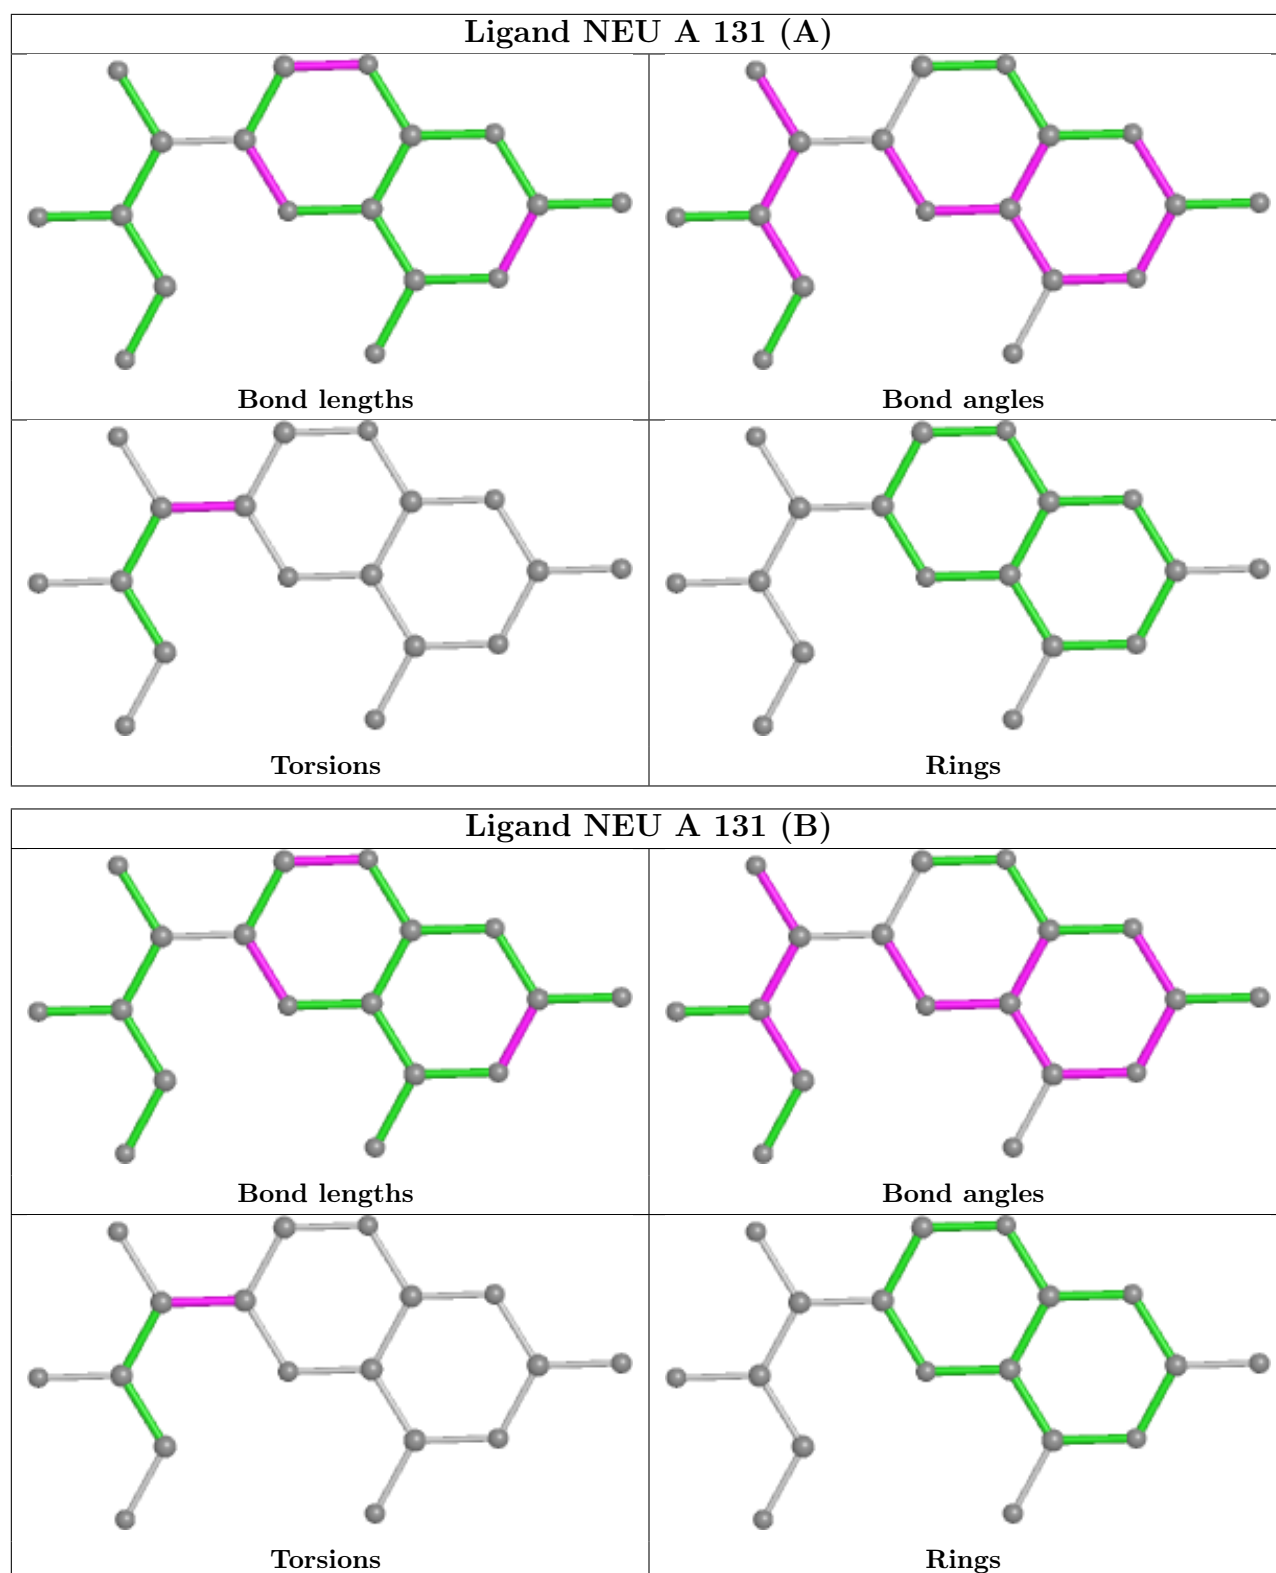 Ligand NEU A 131 (A)
Bond lengths
Bond angles
Torsions
Rings
Ligand NEU A 131 (B)
Bond lengths
Bond angles
Torsions
Rings